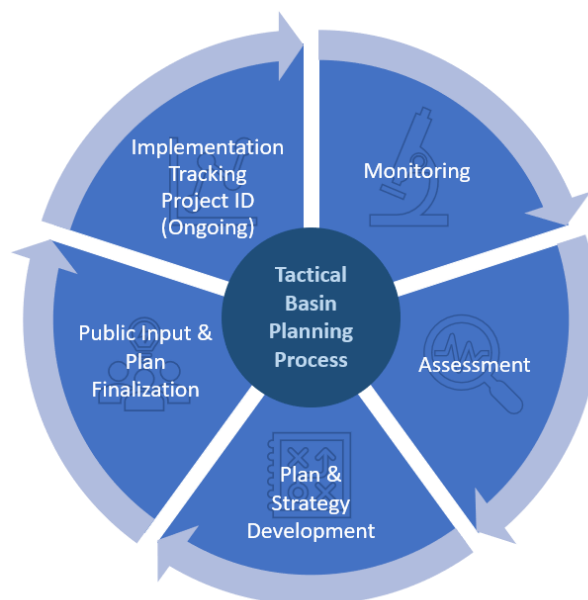 Implementation
Tracking
Project ID
(Ongoing)
Monitoring
Tactical
Basin
Planning
Process
Public Input &
Plan
Finalization
Assessment
Plan &
Strategy
Development